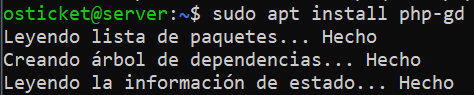 osticket@server:~$ sudo apt install php-gd
Leyendo lista de paquetes... Hecho
Creando árbol de dependencias... Hecho
Leyendo la información de estado... Hecho